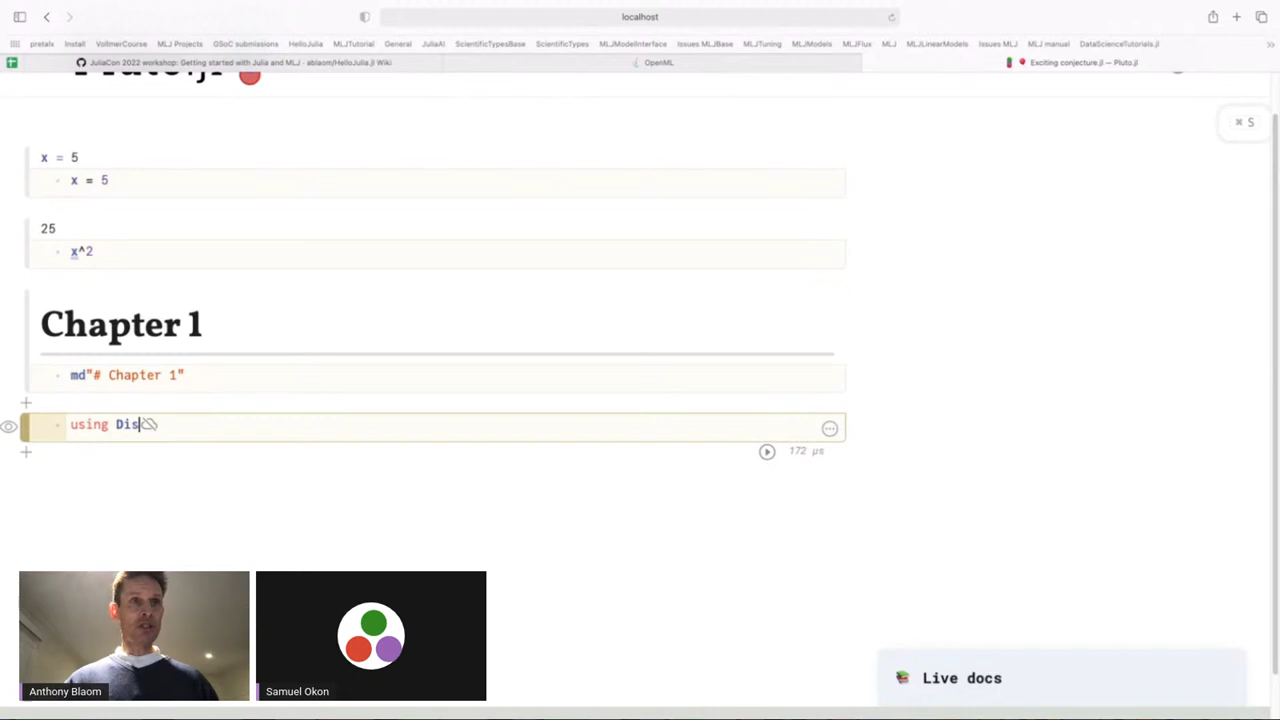 localhost
pretalx Install VollmerCourse MLJ Projects GSoC submissions HelloJulia MLJTutorial General JuliaAI ScientificTypesBase ScientificTypes MLJModelInterface Issues MLJBase MLJTuning MLJModels MLJFlux MLJ MLJLinearModels Issues MLJ MLJ manual DataScienceTutorials.jl
JuliaCon 2022 workshop: Getting started with Julia and MLJ · ablaom/HelloJulia.jl Wiki
OpenML
Exciting conjecture.jl — Pluto.jl
Pluto.jl
⌘ S
x = 5
x = 5
25
x^2
Chapter 1
md"# Chapter 1"
using Dis
172 μs
Anthony Blaom
Samuel Okon
Live docs